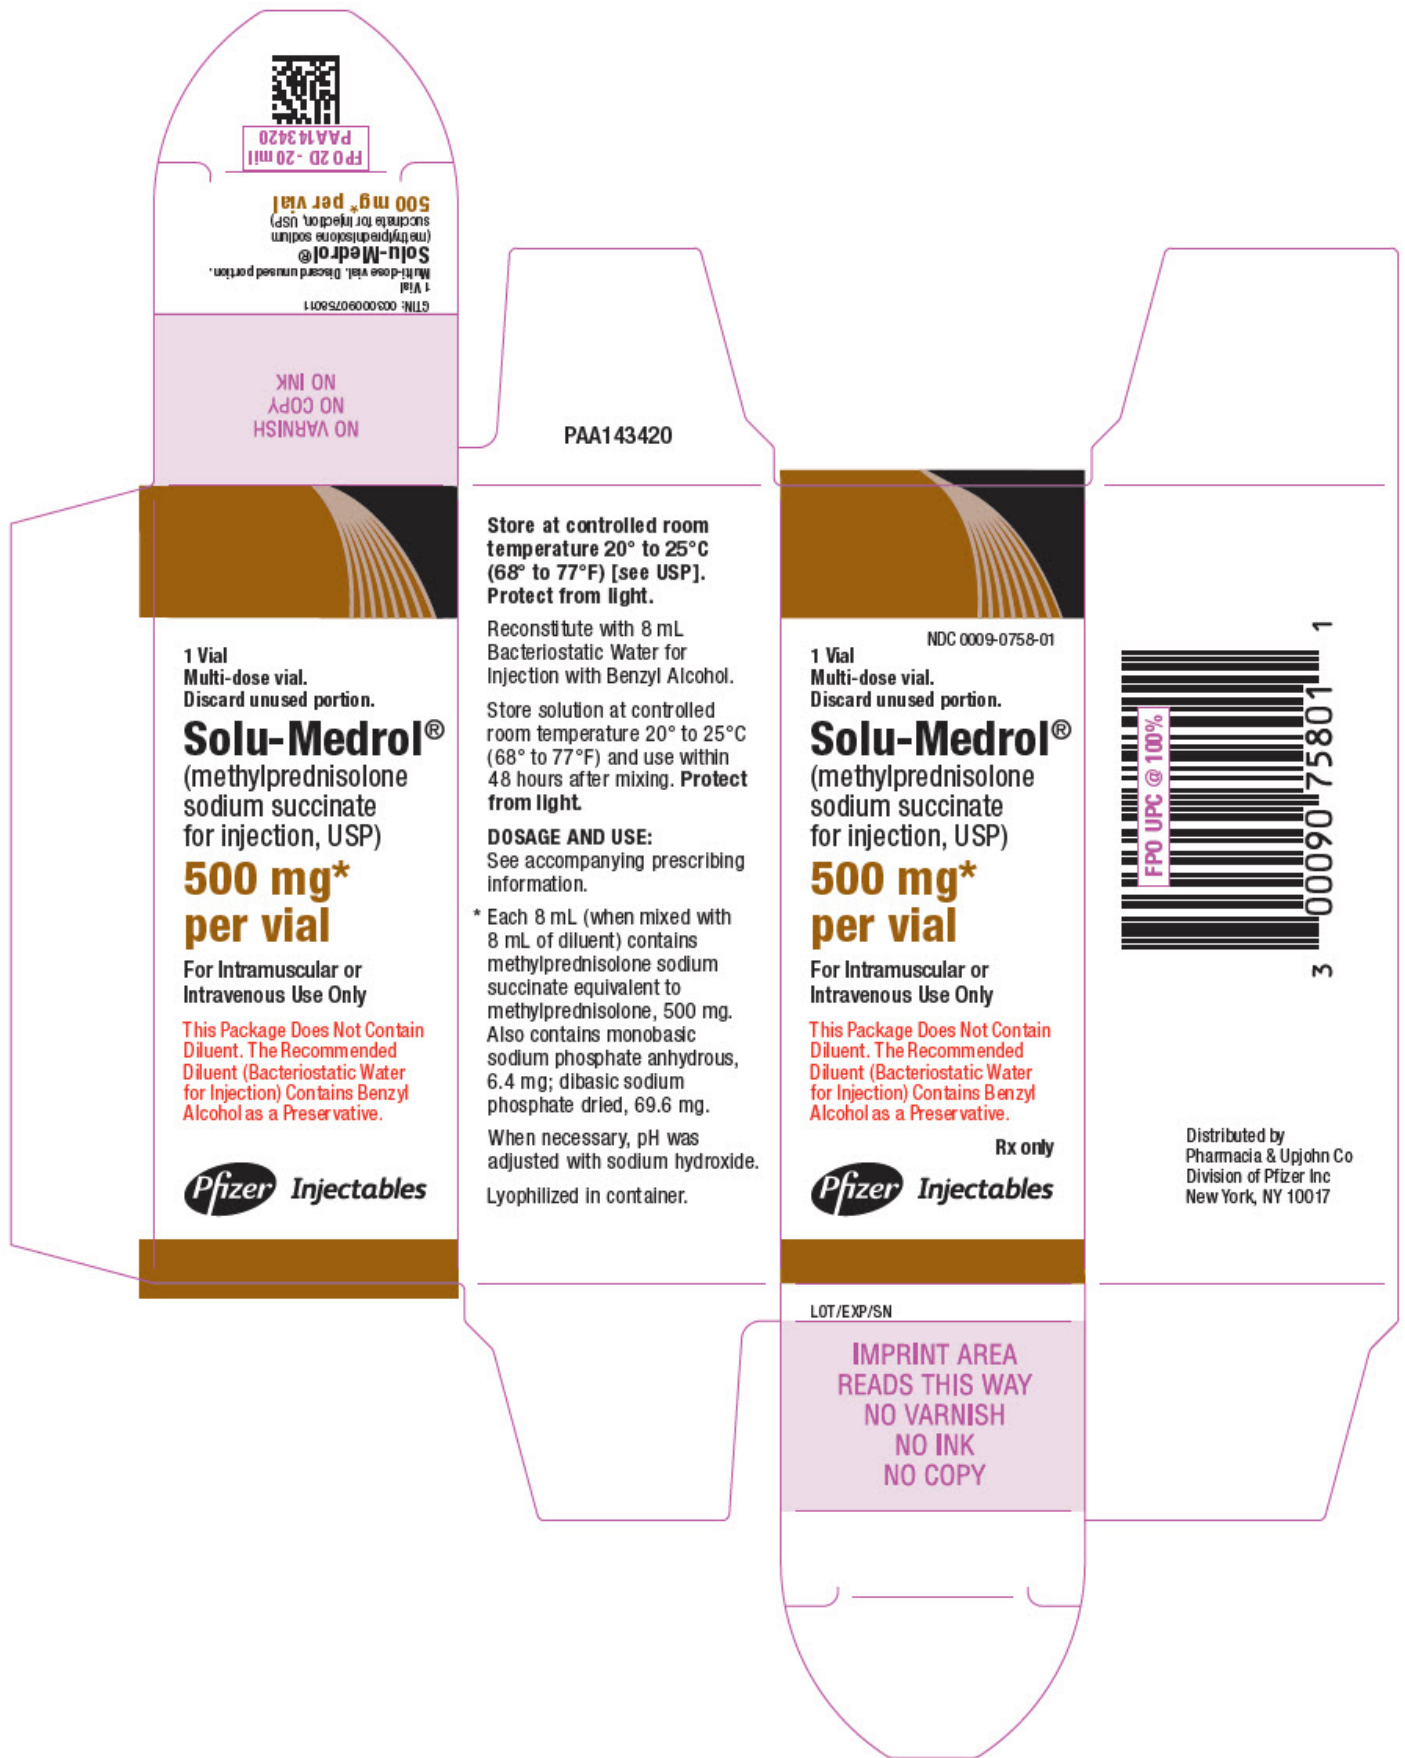 FPO 2D - 20 mil
PAA143420
GTIN: 00300090758011
1 Vial
Multi-dose vial. Discard unused portion.
Solu-Medrol®
(methylprednisolone sodium
succinate for injection, USP)
500 mg* per vial
NO VARNISH
NO COPY
NO INK
1 Vial
Multi-dose vial.
Discard unused portion.
Solu-Medrol®
(methylprednisolone
sodium succinate
for injection, USP)
500 mg*
per vial
For Intramuscular or
Intravenous Use Only
This Package Does Not Contain
Diluent. The Recommended
Diluent (Bacteriostatic Water
for Injection) Contains Benzyl
Alcohol as a Preservative.
Pfizer Injectables
PAA143420
Store at controlled room
temperature 20° to 25°C
(68° to 77°F) [see USP].
Protect from light.
Reconstitute with 8 mL
Bacteriostatic Water for
Injection with Benzyl Alcohol.
Store solution at controlled
room temperature 20° to 25°C
(68° to 77°F) and use within
48 hours after mixing. Protect
from light.
DOSAGE AND USE:
See accompanying prescribing
information.
* Each 8 mL (when mixed with
8 mL of diluent) contains
methylprednisolone sodium
succinate equivalent to
methylprednisolone, 500 mg.
Also contains monobasic
sodium phosphate anhydrous,
6.4 mg; dibasic sodium
phosphate dried, 69.6 mg.
When necessary, pH was
adjusted with sodium hydroxide.
Lyophilized in container.
NDC 0009-0758-01
1 Vial
Multi-dose vial.
Discard unused portion.
Solu-Medrol®
(methylprednisolone
sodium succinate
for injection, USP)
500 mg*
per vial
For Intramuscular or
Intravenous Use Only
This Package Does Not Contain
Diluent. The Recommended
Diluent (Bacteriostatic Water
for Injection) Contains Benzyl
Alcohol as a Preservative.
Rx only
Pfizer Injectables
LOT/EXP/SN
IMPRINT AREA
READS THIS WAY
NO VARNISH
NO INK
NO COPY
FPO UPC @ 100%
3 00090 75801 1
Distributed by
Pharmacia & Upjohn Co
Division of Pfizer Inc
New York, NY 10017